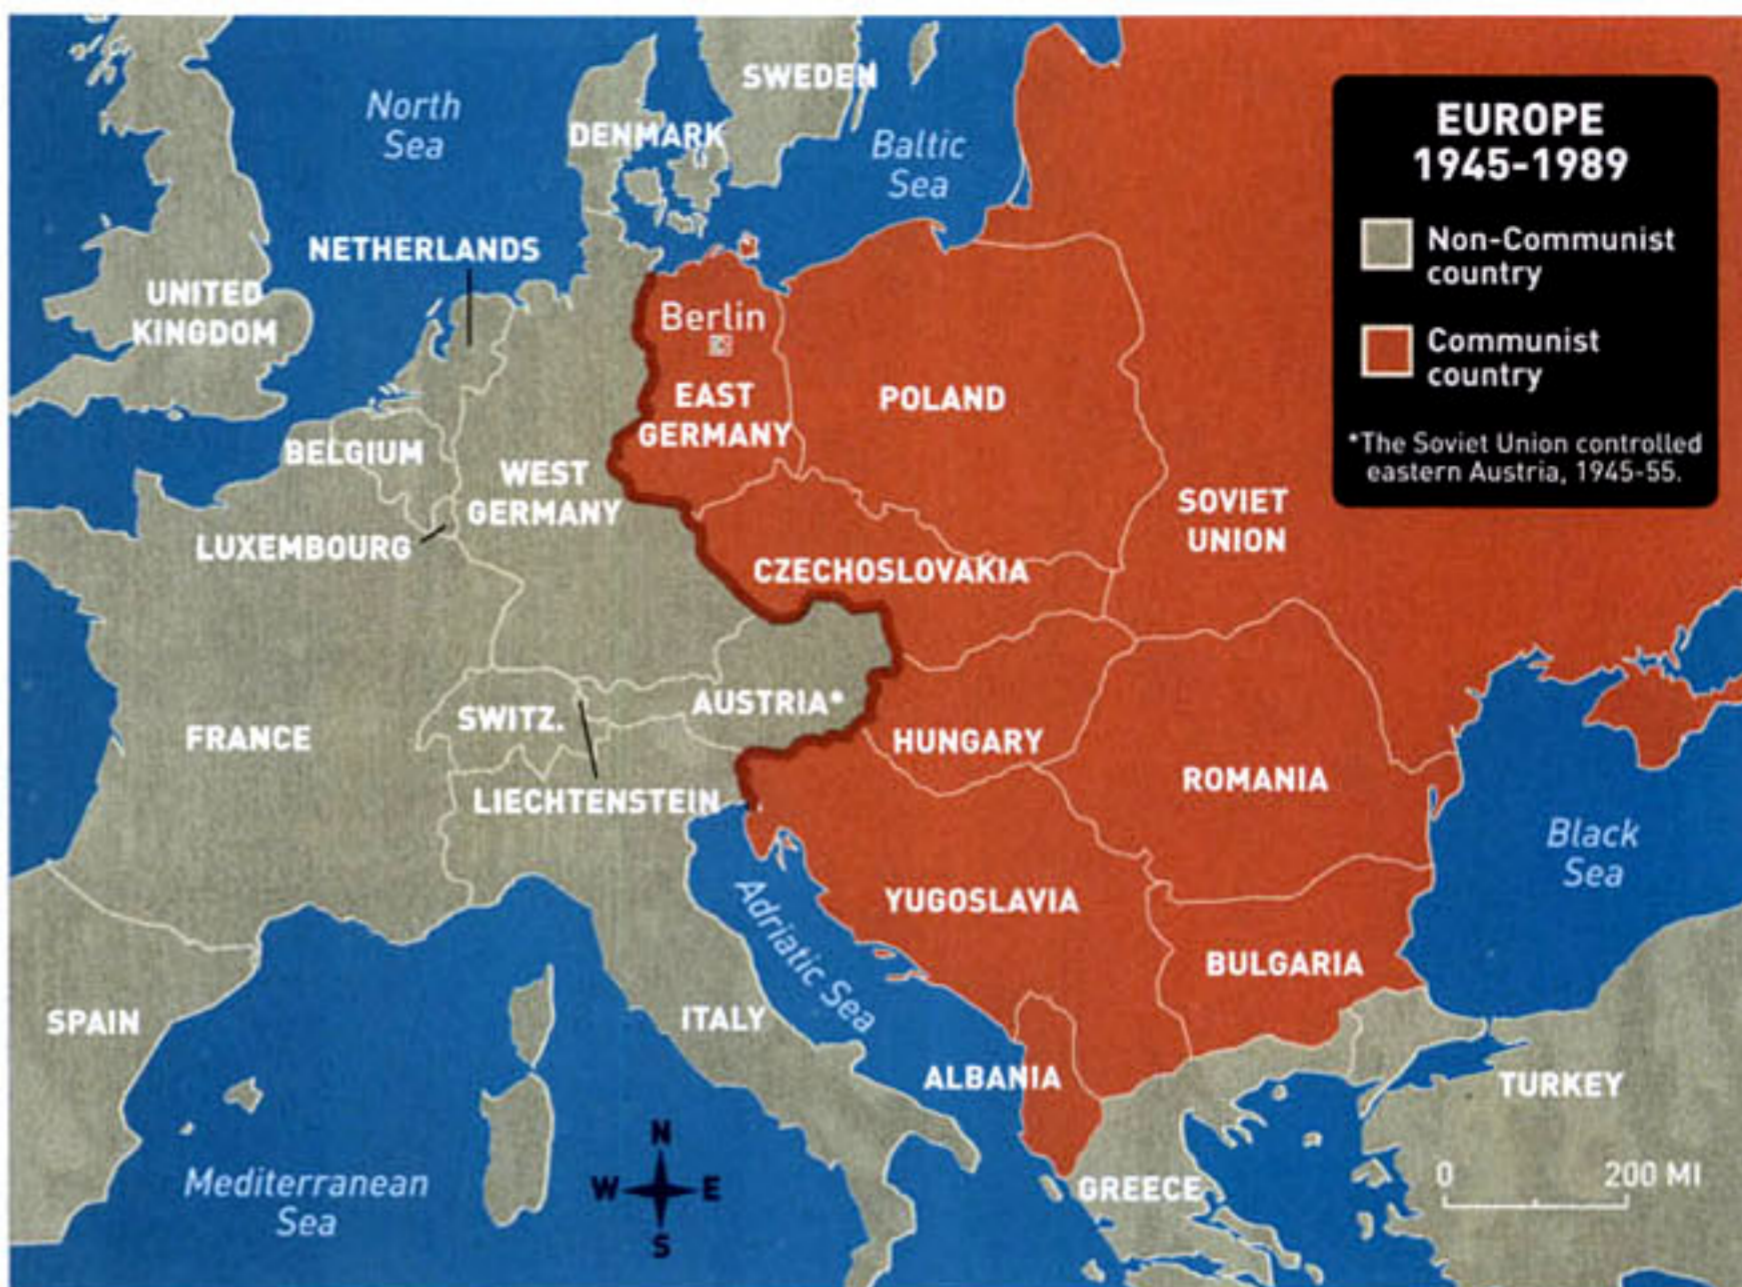 SWEDEN
North
Sea
DENMARK
Baltic
Sea
EUROPE
1945-1989
Non-Communist
country
Communist
country
*The Soviet Union controlled
eastern Austria, 1945-55.
NETHERLANDS
UNITED
KINGDOM
Berlin
EAST
GERMANY
POLAND
BELGIUM
WEST
GERMANY
SOVIET
UNION
LUXEMBOURG
CZECHOSLOVAKIA
AUSTRIA*
SWITZ.
FRANCE
HUNGARY
ROMANIA
LIECHTENSTEIN
Black
Sea
YUGOSLAVIA
Adriatic Sea
BULGARIA
SPAIN
ITALY
ALBANIA
TURKEY
N
W E
S
Mediterranean
Sea
GREECE
0 200 MI